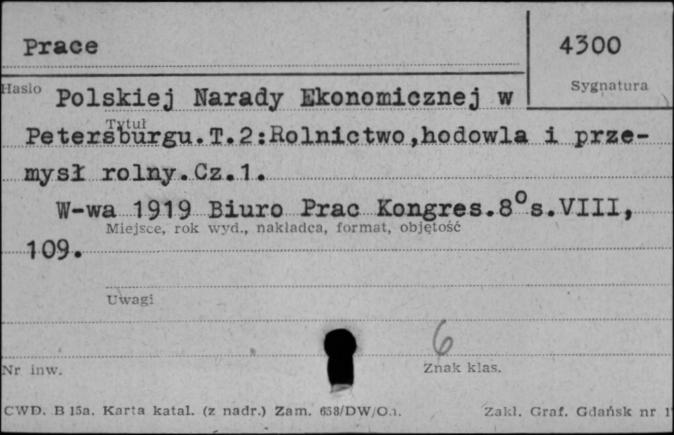 Prace
4300
Hasło
Sygnatura
Polskiej Narady Ekonomicznej w
Tytuł
Petersburgu.T.2:Rolnictwo,hodowla i prze-
mysł rolny.Cz.1.
W-wa 1919 Biuro Prac Kongres.8°s.VIII,
Miejsce, rok wyd., nakładca, format, objętość
109.
Uwagi
6
Nr inw.
Znak klas.
CWD. B 15a. Karta katal. (z nadr.) Zam. 658/DW/O.
Zakł. Graf. Gdańsk nr 1